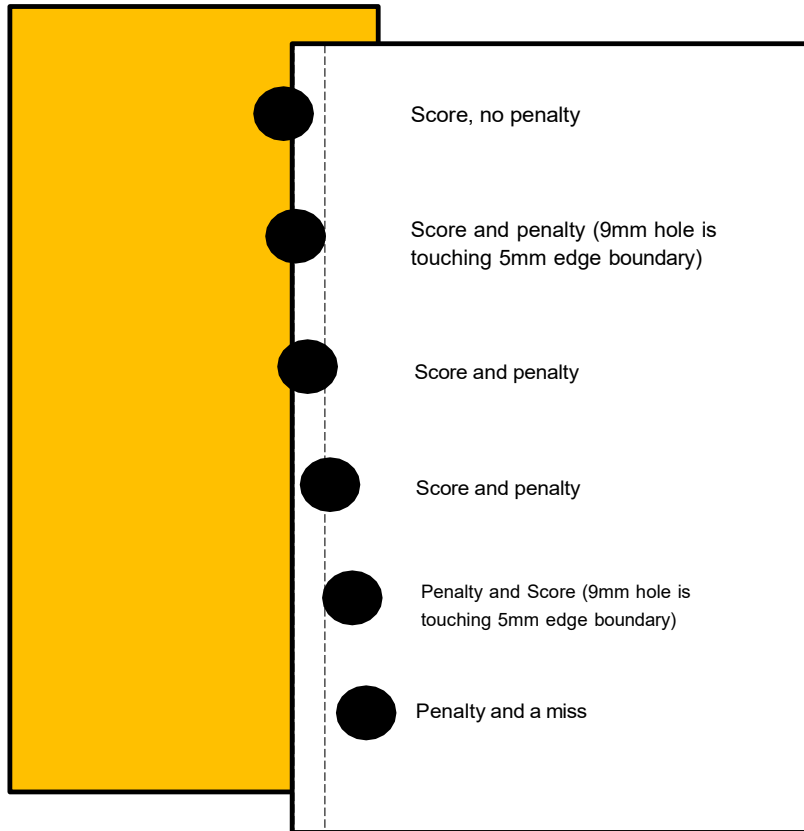 Score, no penalty
Score and penalty (9mm hole is
touching 5mm edge boundary)
Score and penalty
Score and penalty
Penalty and Score (9mm hole is
touching 5mm edge boundary)
Penalty and a miss